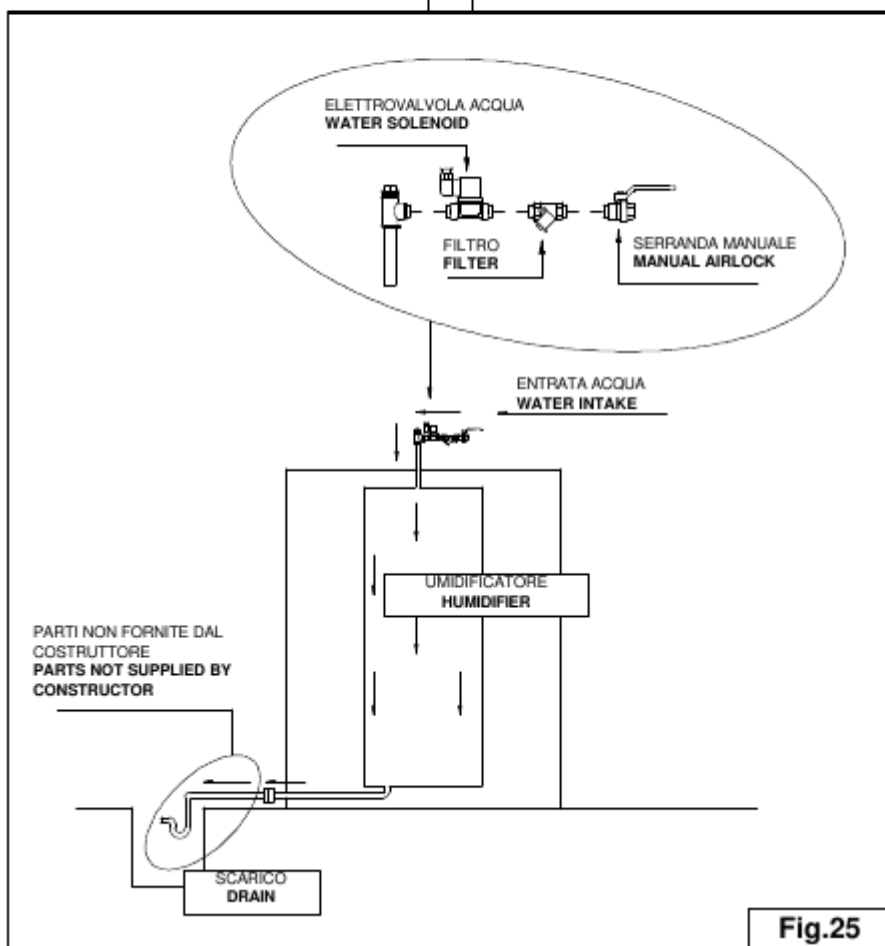 ELETTROVALVOLA ACQUA
WATER SOLENOID
FILTRO
FILTER
SERRANDA MANUALE
MANUAL AIRLOCK
ENTRATA ACQUA
WATER INTAKE
UMIDIFICATORE
HUMIDIFIER
PARTI NON FORNITE DAL
COSTRUTTORE
PARTS NOT SUPPLIED BY
CONSTRUCTOR
SCARICO
DRAIN
Fig.25